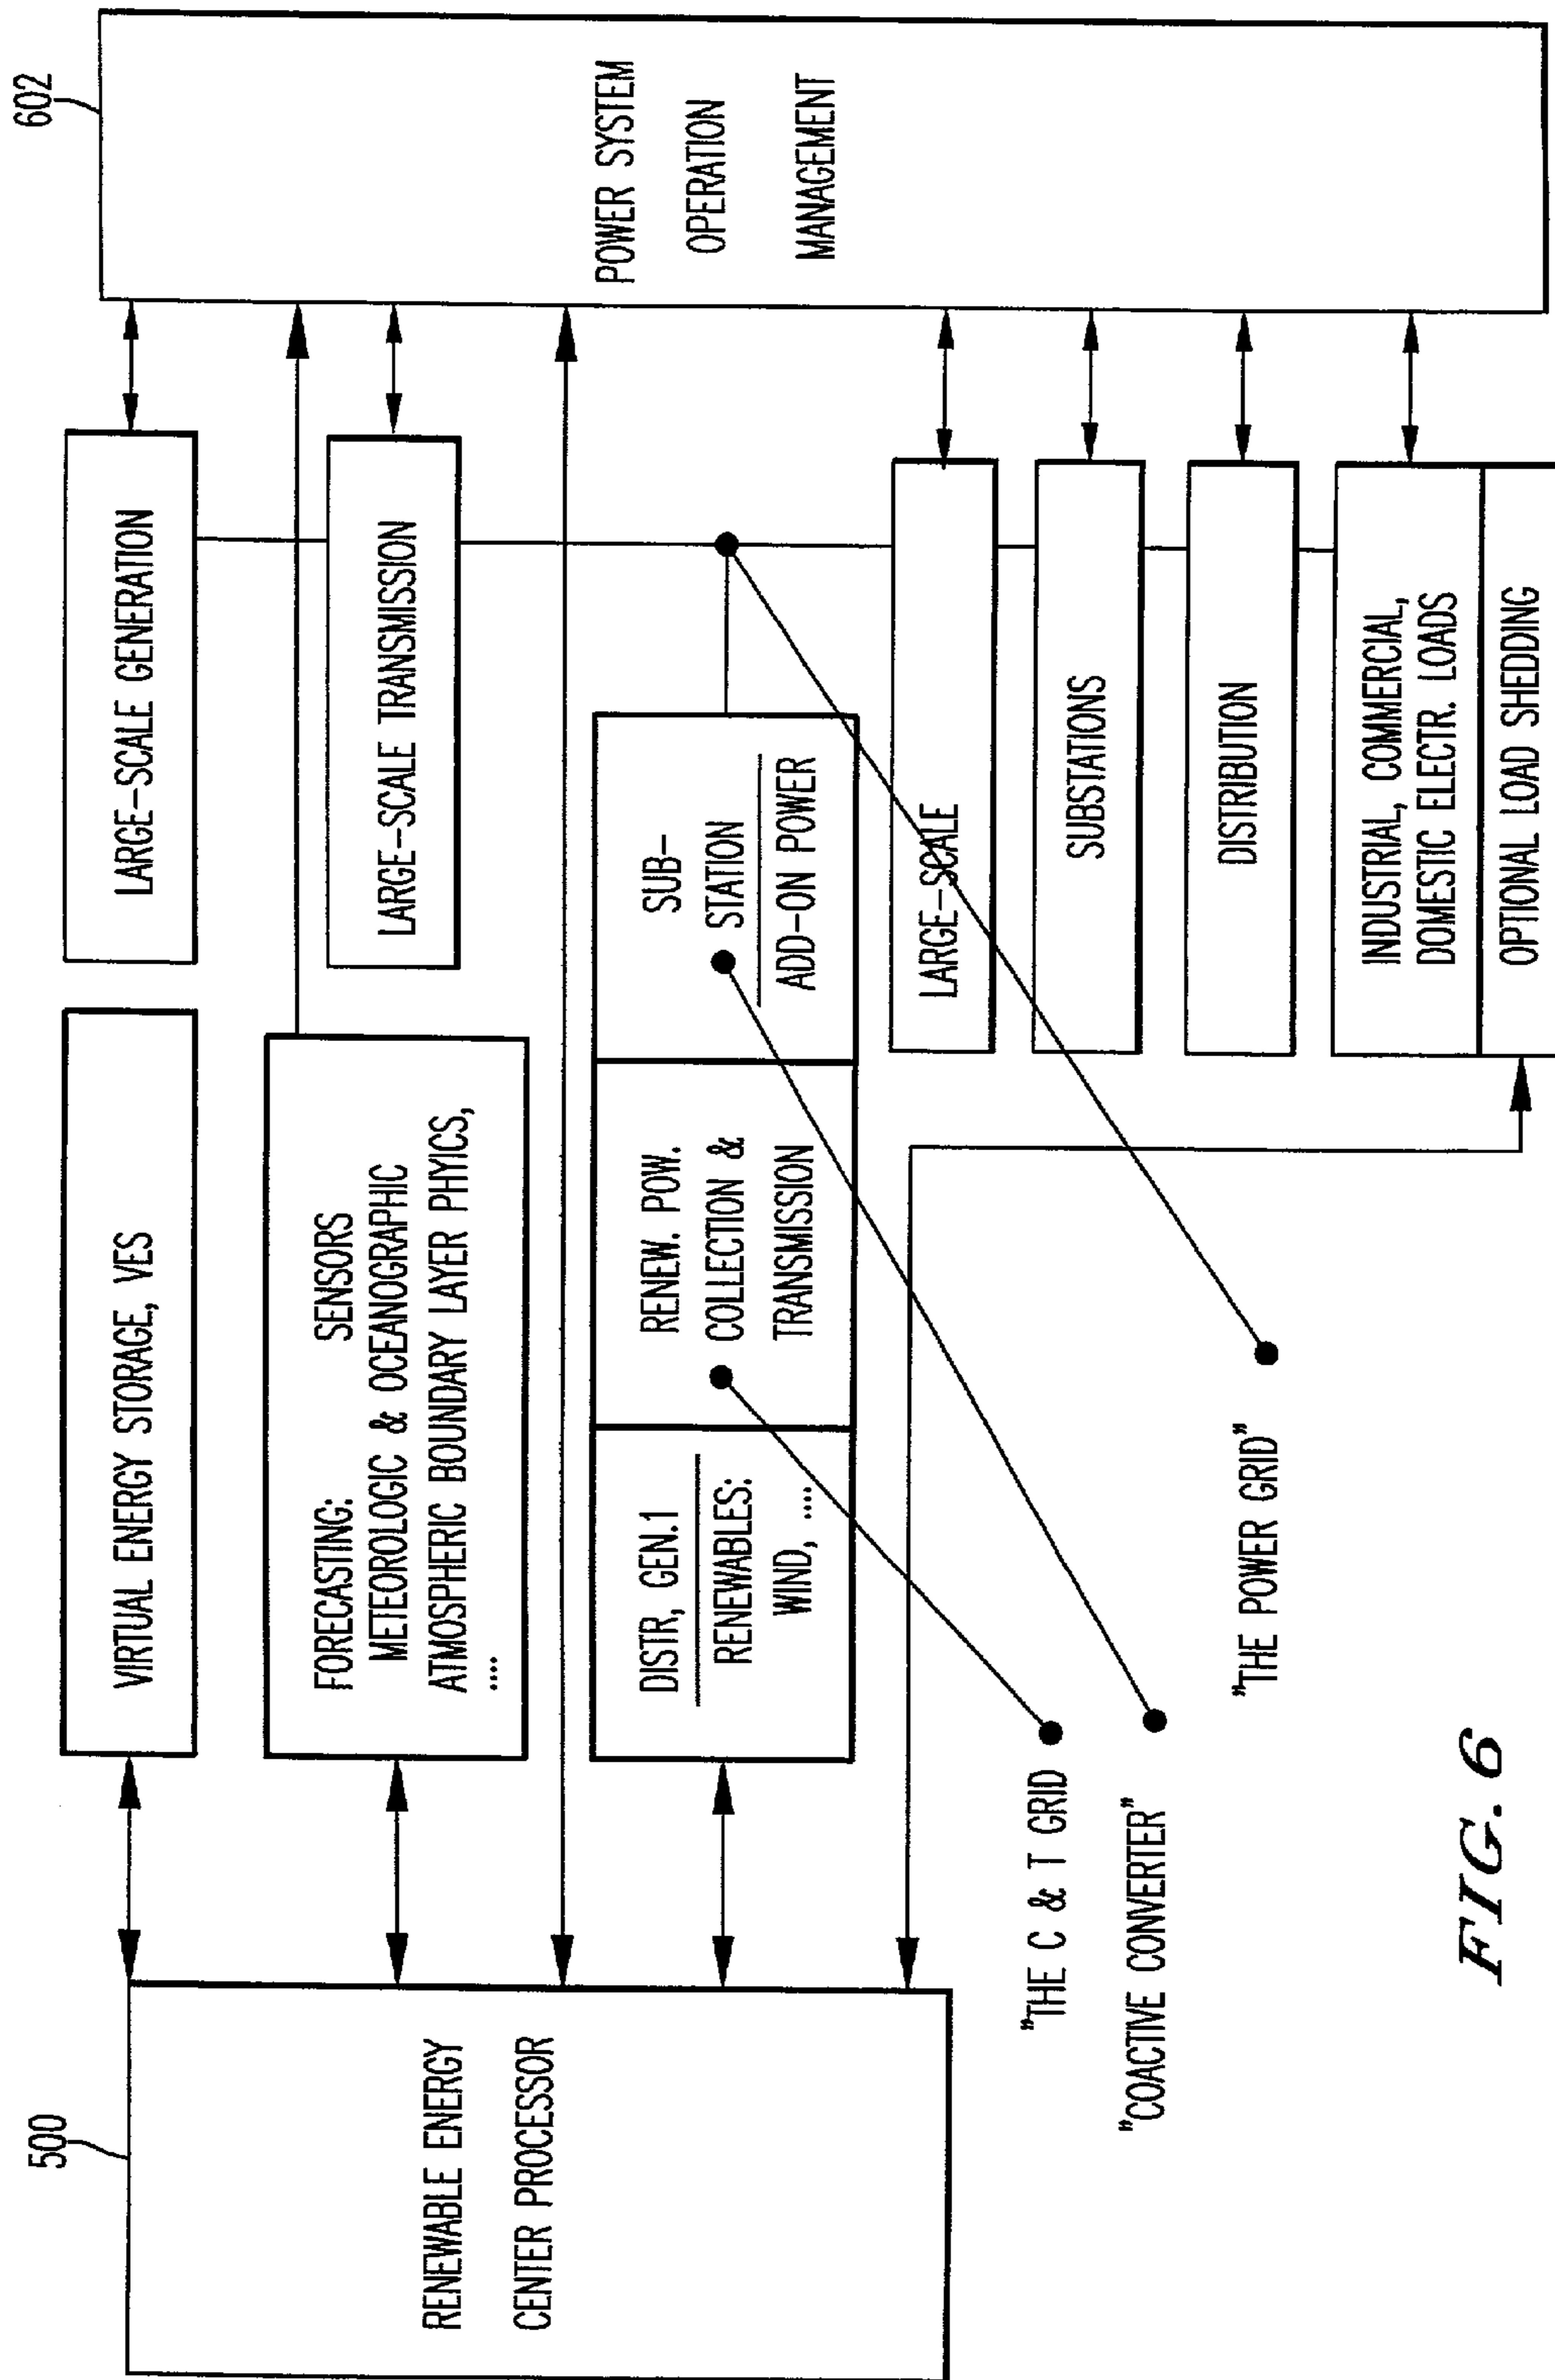 500
RENEWABLE ENERGY
CENTER PROCESSOR
VIRTUAL ENERGY STORAGE, VES
FORECASTING: SENSORS
METEOROLOGIC & OCEANOGRAPHIC
ATMOSPHERIC BOUNDARY LAYER PHYICS,
....
DISTR, GEN.1
RENEWABLES:
WIND, ....
RENEW. POW.
COLLECTION &
TRANSMISSION
SUB-
STATION
ADD-ON POWER
LARGE-SCALE GENERATION
LARGE-SCALE TRANSMISSION
LARGE-SCALE
SUBSTATIONS
DISTRIBUTION
INDUSTRIAL, COMMERCIAL,
DOMESTIC ELECTR. LOADS
OPTIONAL LOAD SHEDDING
602
POWER SYSTEM
OPERATION
MANAGEMENT
"THE C & T GRID
"COACTIVE CONVERTER"
"THE POWER GRID"
FIG. 6